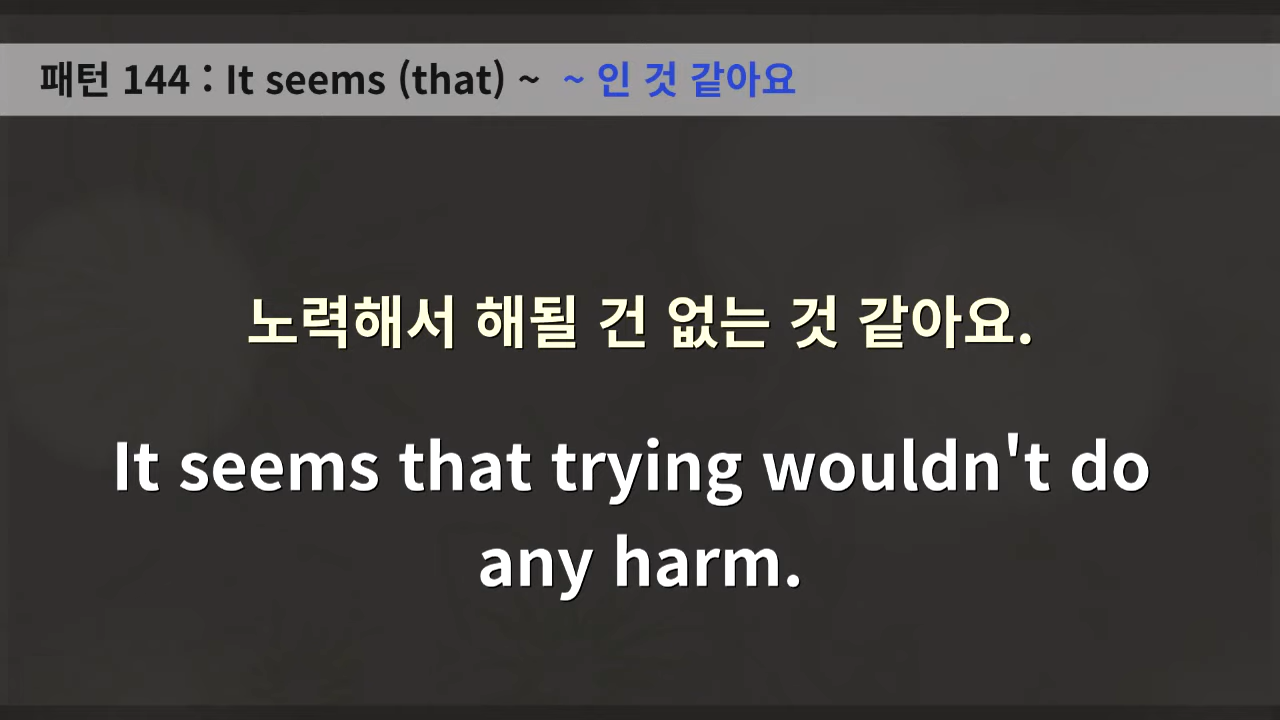 패턴 144 : It seems (that) ~ ~ 인 것 같아요
노력해서 해될 건 없는 것 같아요.
It seems that trying wouldn't do
any harm.